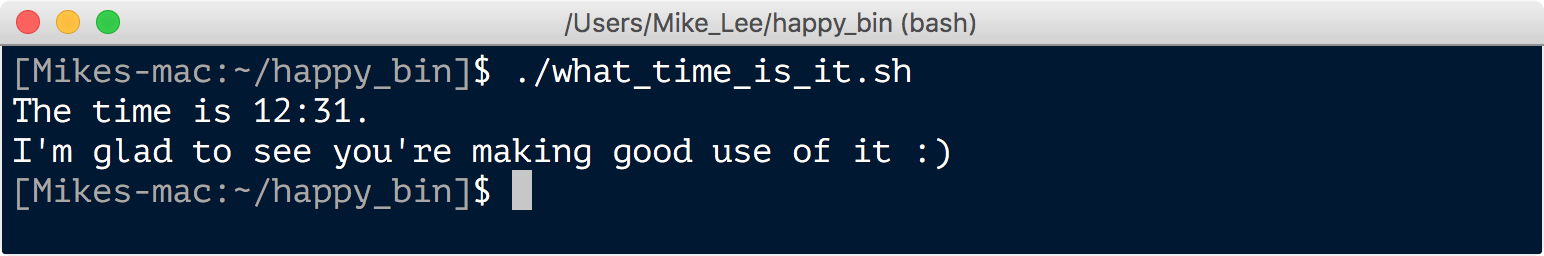 /Users/Mike_Lee/happy_bin (bash)
[Mikes-mac:~/happy_bin]$ ./what_time_is_it.sh
The time is 12:31.
I'm glad to see you're making good use of it :)
[Mikes-mac:~/happy_bin]$